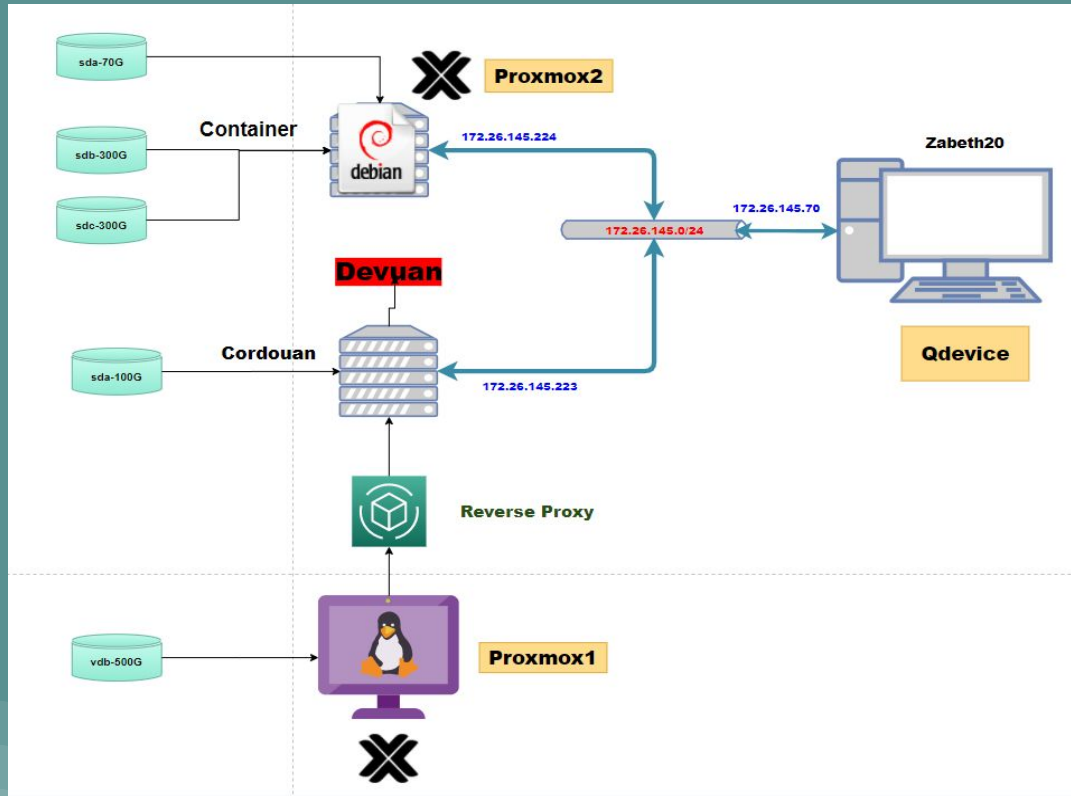 sda-70G
Proxmox2
Container
sdb-300G
debian
172.26.145.224
Zabeth20
sdc-300G
172.26.145.70
172.26.145.0/24
Devuan
Cordouan
sda-100G
172.26.145.223
Qdevice
Reverse Proxy
vdb-500G
Proxmox1